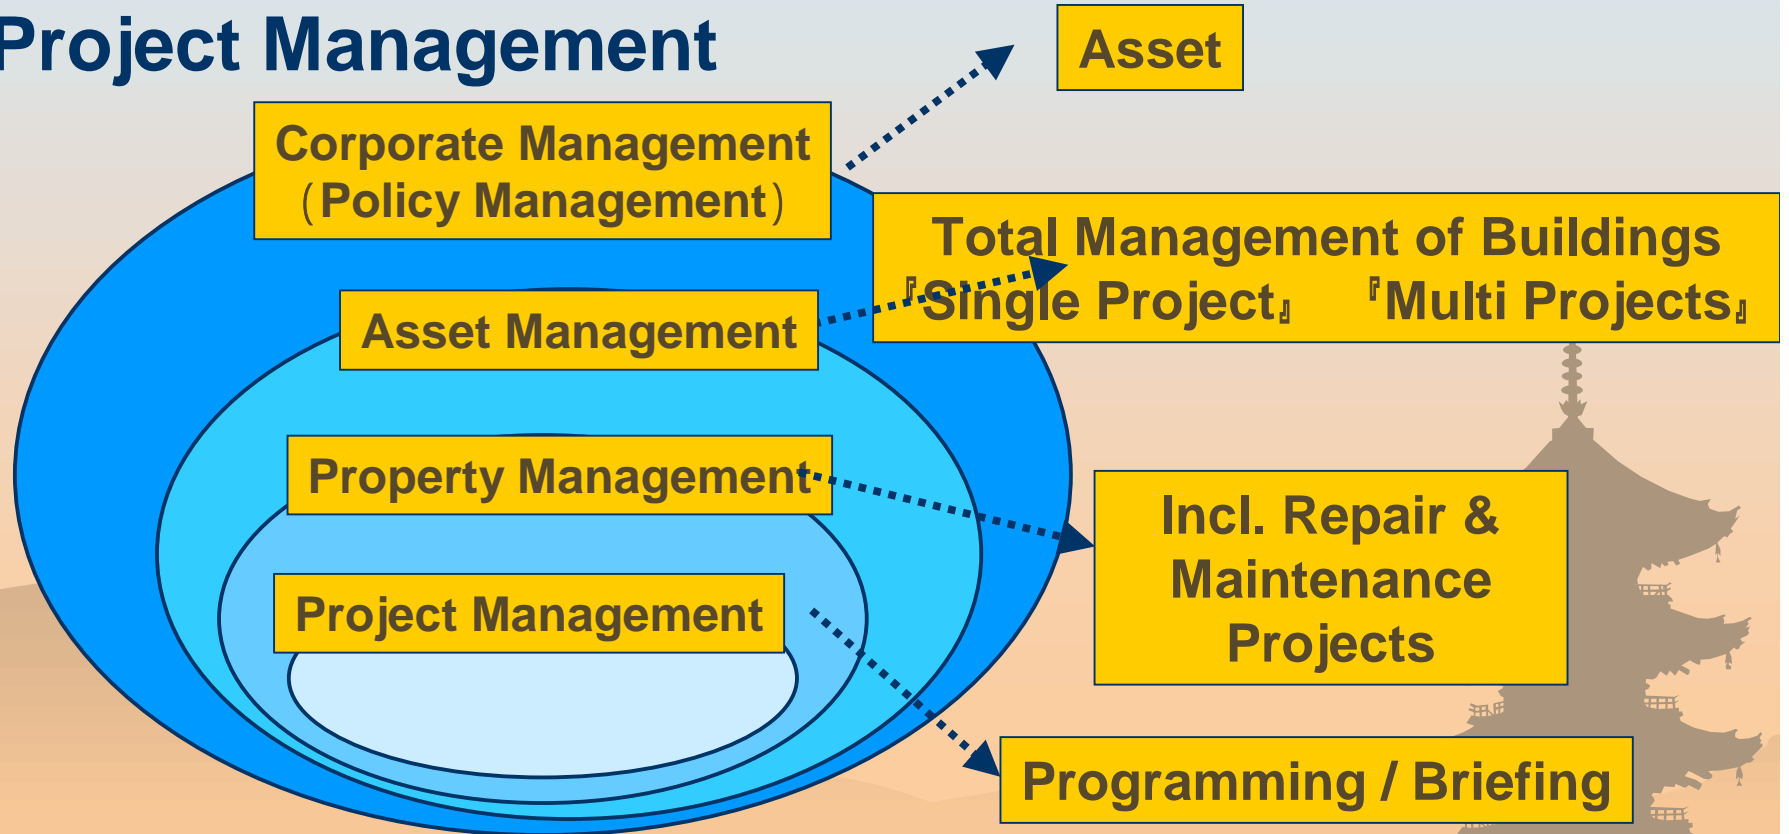 Project Management
Asset
Corporate Management
（Policy Management）
Total Management of Buildings
『Single Project』 『Multi Projects』
Asset Management
Property Management
Incl. Repair &
Maintenance
Projects
Project Management
Programming / Briefing